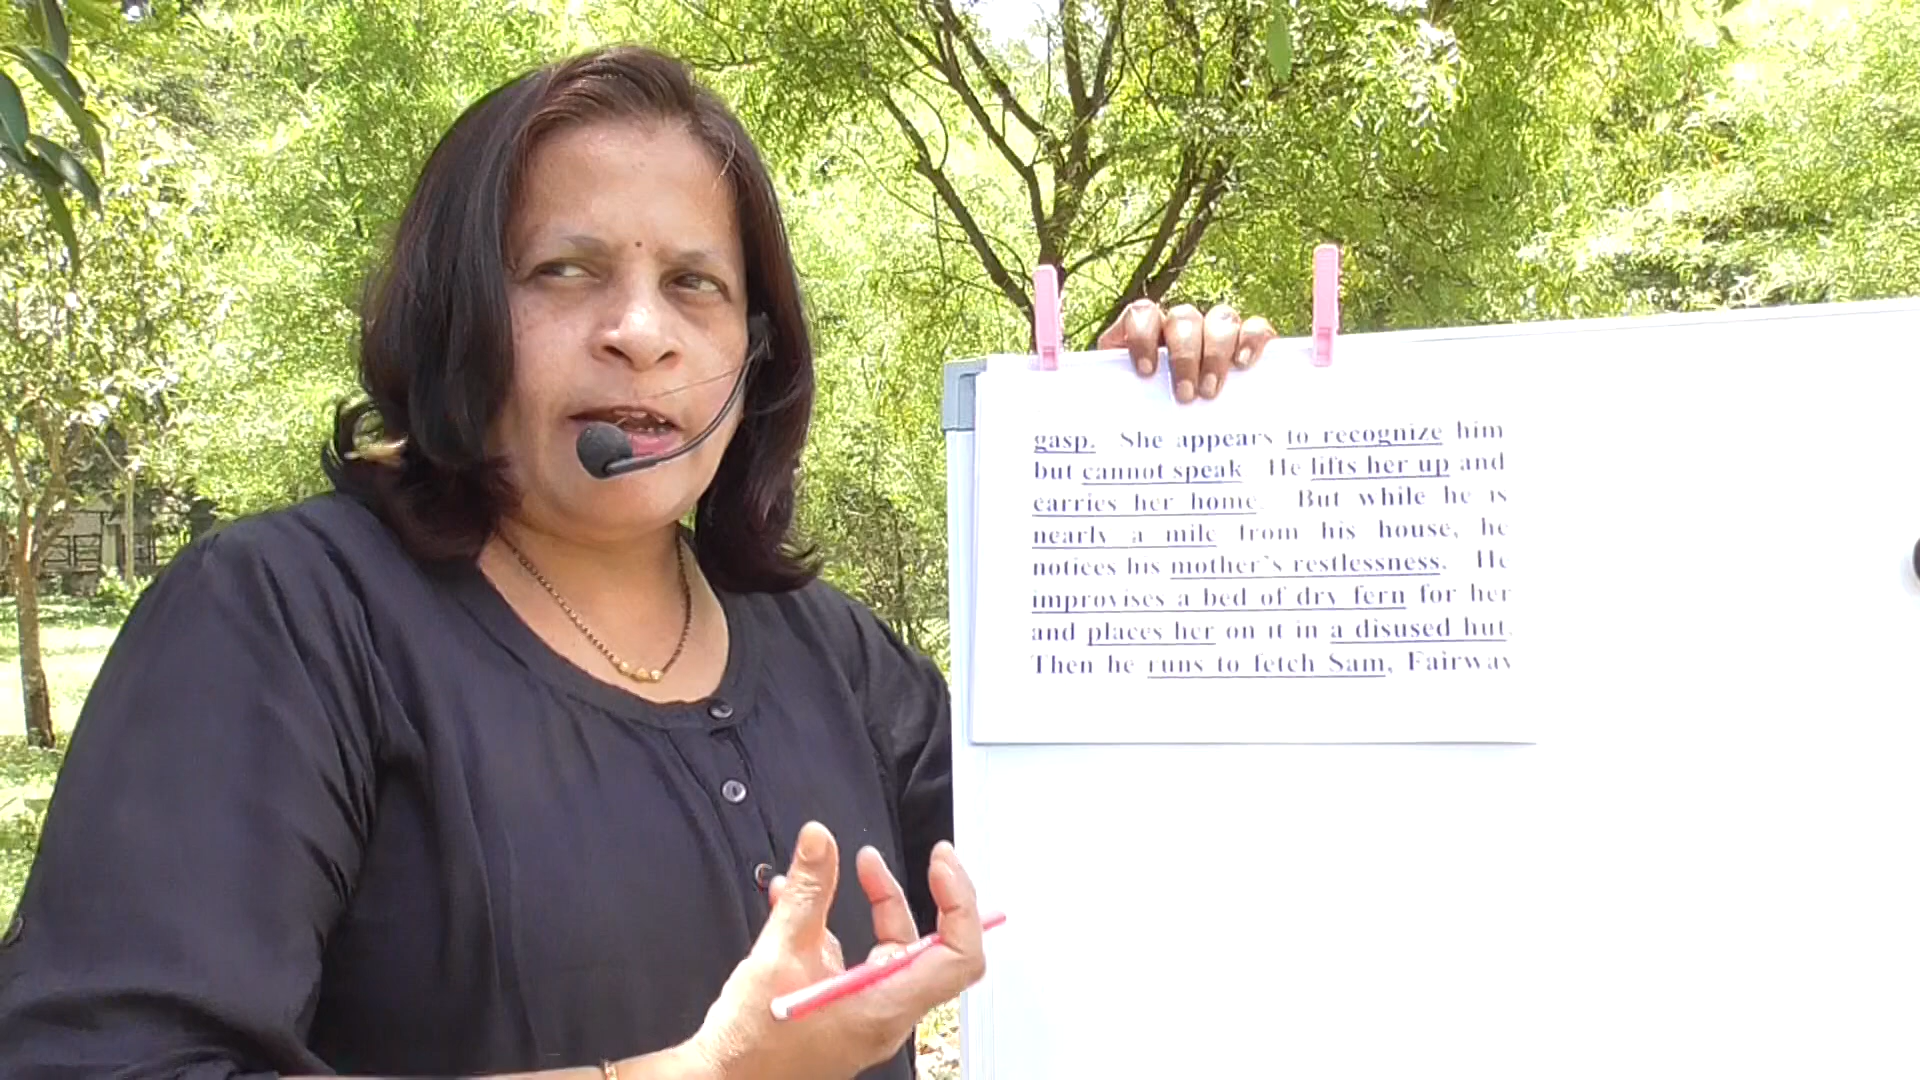 gasp. She appears to recognize him
but cannot speak. He lifts her up and
carries her home. But while he is
nearly a mile from his house, he
notices his mother's restlessness. He
improvises a bed of dry fern for her
and places her on it in a disused hut.
Then he runs to fetch Sam, Fairway